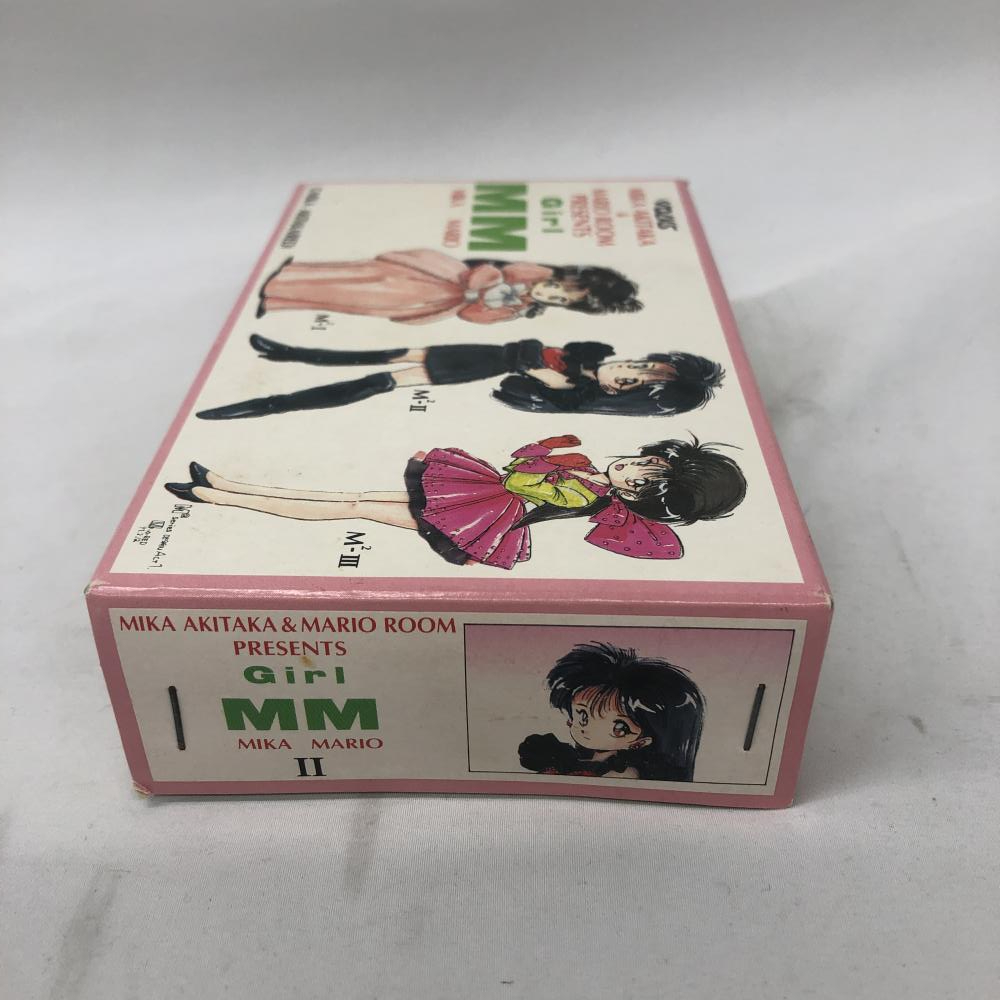 MIKA AKITAKA
&
MARIO ROOM
PRESENTS
Girl
MM
MIKA MARIO
M²-I
M²-II
M²-III
MIKA AKITAKA & MARIO ROOM
PRESENTS
Girl
MM
MIKA MARIO
II